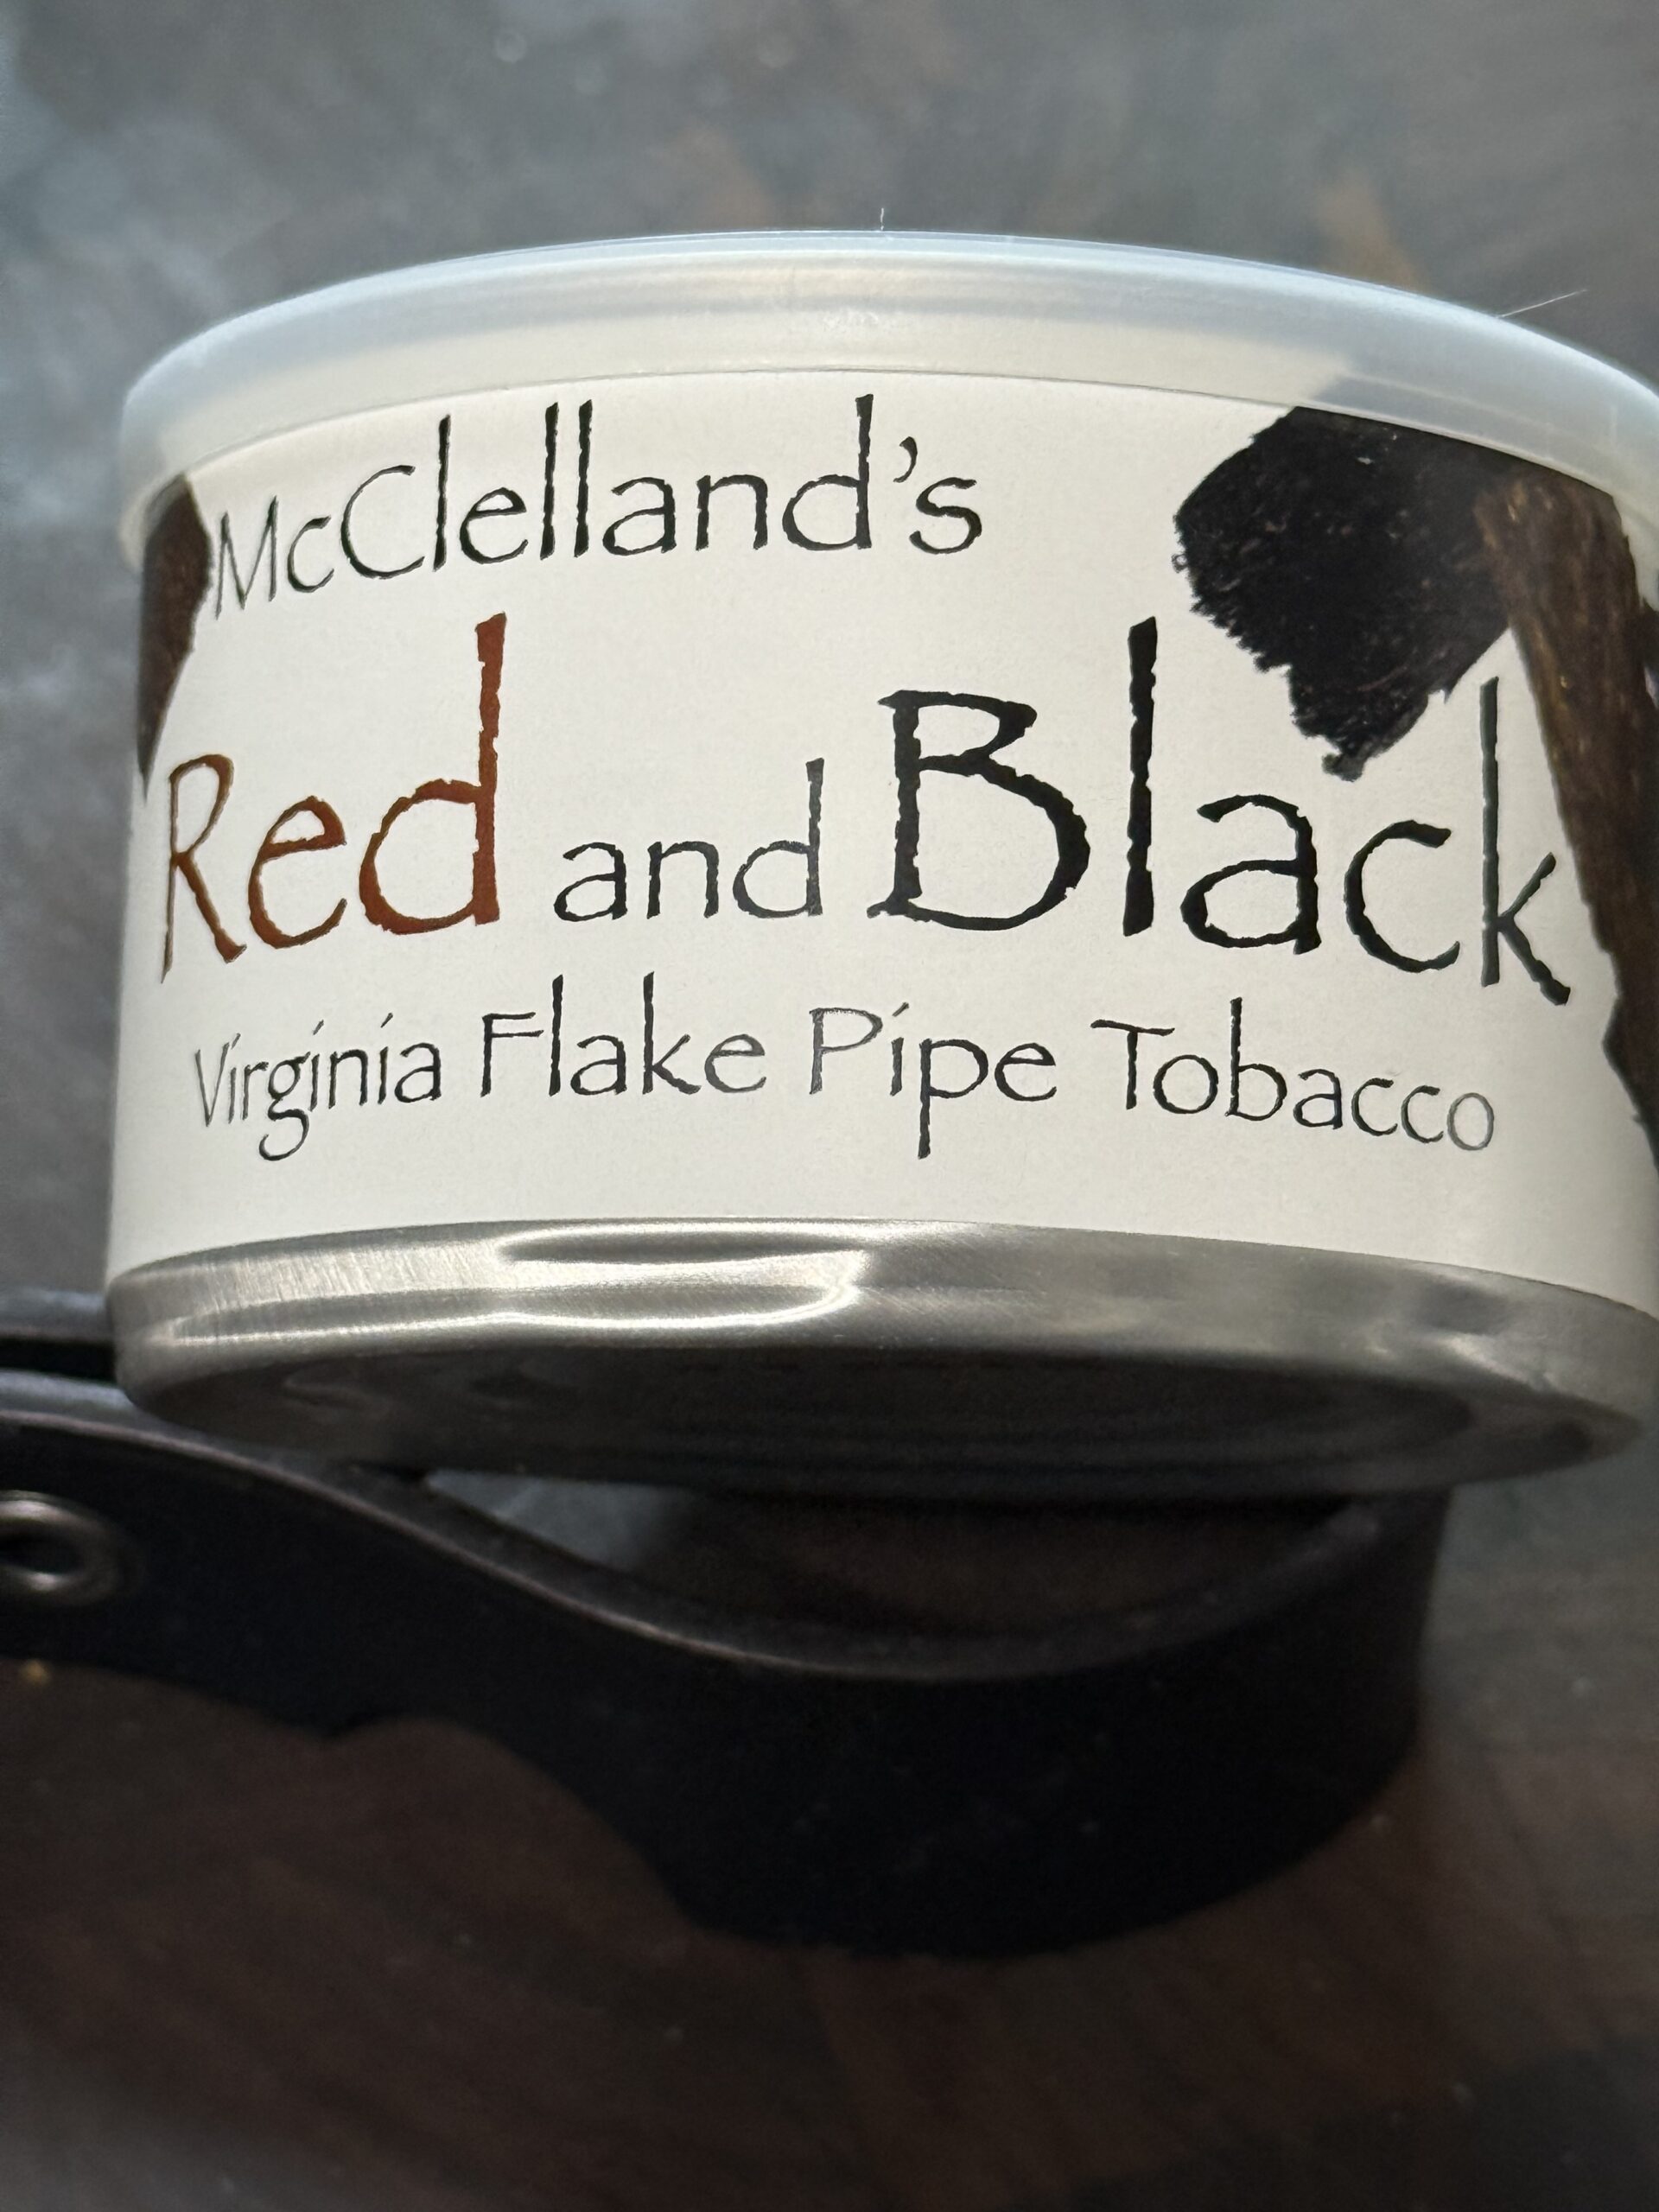 McClelland's
Red and Black
Virginia Flake Pipe Tobacco